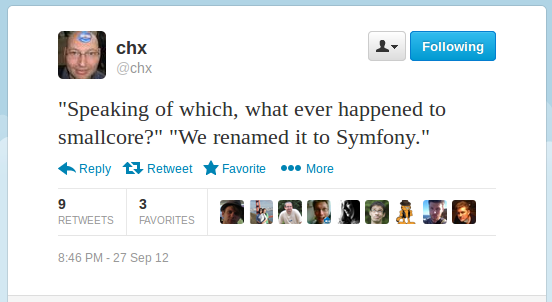 chx
@chx
Following
"Speaking of which, what ever happened to
smallcore?" "We renamed it to Symfony."
Reply Retweet Favorite More
9 3
RETWEETS FAVORITES
8:46 PM - 27 Sep 12